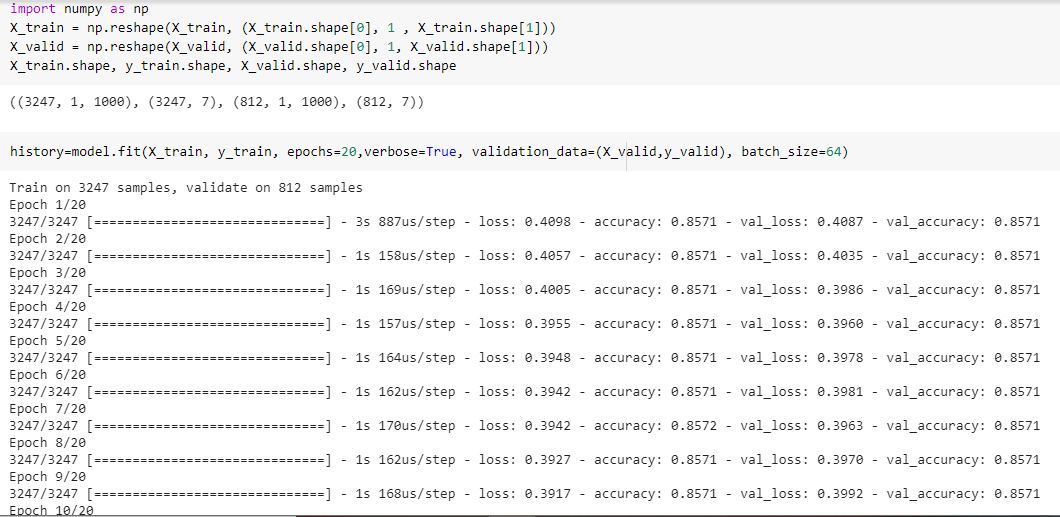 import numpy as np
X_train = np.reshape(X_train, (X_train.shape[0], 1 , X_train.shape[1]))
X_valid = np.reshape(X_valid, (X_valid.shape[0], 1, X_valid.shape[1]))
X_train.shape, y_train.shape, X_valid.shape, y_valid.shape
((3247, 1, 1000), (3247, 7), (812, 1, 1000), (812, 7))
history=model.fit(X_train, y_train, epochs=20,verbose=True, validation_data=(X_valid,y_valid), batch_size=64)
Train on 3247 samples, validate on 812 samples
Epoch 1/20
3247/3247 [==============================] - 3s 887us/step - loss: 0.4098 - accuracy: 0.8571 - val_loss: 0.4087 - val_accuracy: 0.8571
Epoch 2/20
3247/3247 [==============================] - 1s 158us/step - loss: 0.4057 - accuracy: 0.8571 - val_loss: 0.4035 - val_accuracy: 0.8571
Epoch 3/20
3247/3247 [==============================] - 1s 169us/step - loss: 0.4005 - accuracy: 0.8571 - val_loss: 0.3986 - val_accuracy: 0.8571
Epoch 4/20
3247/3247 [==============================] - 1s 157us/step - loss: 0.3955 - accuracy: 0.8571 - val_loss: 0.3960 - val_accuracy: 0.8571
Epoch 5/20
3247/3247 [==============================] - 1s 164us/step - loss: 0.3948 - accuracy: 0.8571 - val_loss: 0.3978 - val_accuracy: 0.8571
Epoch 6/20
3247/3247 [==============================] - 1s 162us/step - loss: 0.3942 - accuracy: 0.8571 - val_loss: 0.3981 - val_accuracy: 0.8571
Epoch 7/20
3247/3247 [==============================] - 1s 170us/step - loss: 0.3942 - accuracy: 0.8572 - val_loss: 0.3963 - val_accuracy: 0.8571
Epoch 8/20
3247/3247 [==============================] - 1s 162us/step - loss: 0.3927 - accuracy: 0.8571 - val_loss: 0.3970 - val_accuracy: 0.8571
Epoch 9/20
3247/3247 [==============================] - 1s 168us/step - loss: 0.3917 - accuracy: 0.8571 - val_loss: 0.3992 - val_accuracy: 0.8571
Epoch 10/20